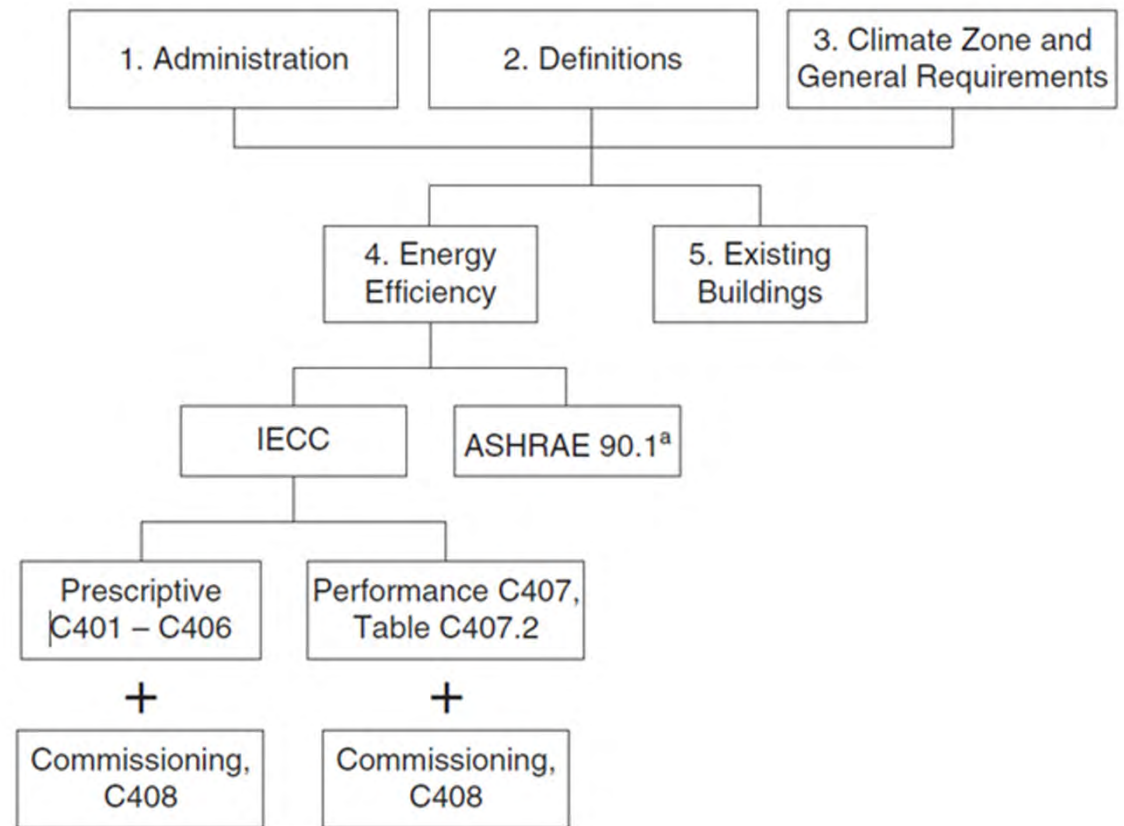 1. Administration
2. Definitions
3. Climate Zone and
General Requirements
4. Energy
Efficiency
5. Existing
Buildings
IECC
ASHRAE 90.1ª
Prescriptive
C401 – C406
Performance C407,
Table C407.2
+
+
Commissioning,
C408
Commissioning,
C408